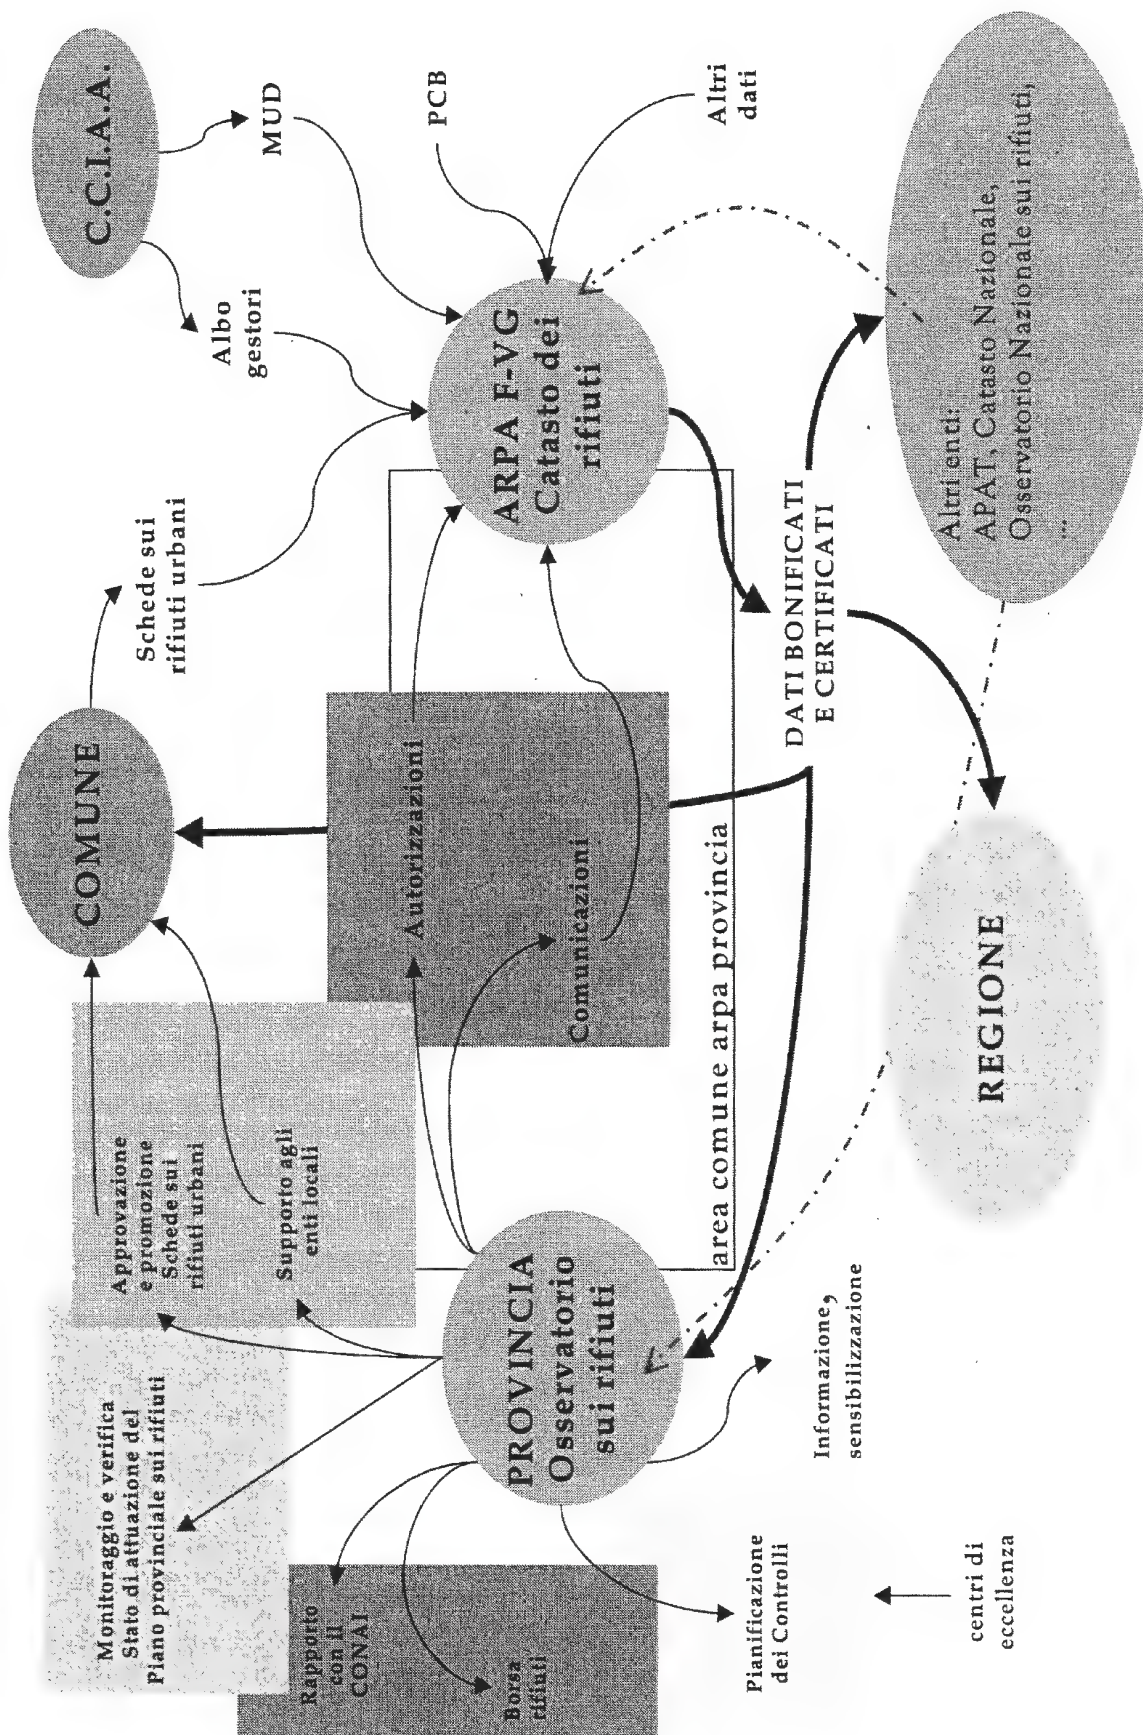 C.C.I.A.A.
MUD
PCB
Altri
dati
Albo
gestori
Schede sui
rifiuti urbani
ARPA F-VG
Catasto dei
rifiuti
COMUNE
Autorizzazioni
Comunicazioni
area comune arpa provincia
DATI BONIFICATI
E CERTIFICATI
Altri enti:
APAT, Catasto Nazionale,
Osservatorio Nazionale sui rifiuti,
...
REGIONE
Approvazione
e promozione
Schede sui
rifiuti urbani
Supporto agli
enti locali
PROVINCIA
Osservatorio
sui rifiuti
Monitoraggio e verifica
Stato di attuazione del
Piano provinciale sui rifiuti
Rapporto
con il
CONAI
Borsa
rifiuti
Informazione,
sensibilizzazione
Pianificazione
dei Controlli
centri di
eccellenza